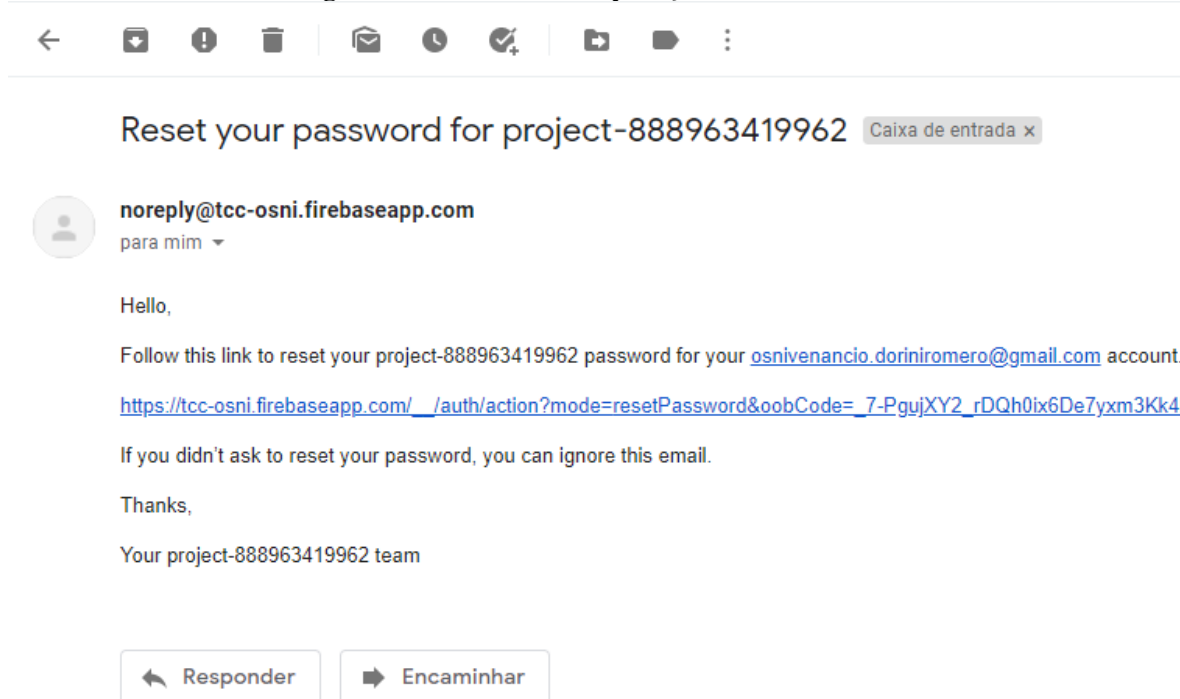 Reset your password for project-888963419962 Caixa de entrada x
noreply@tcc-osni.firebaseapp.com
para mim
Hello,
Follow this link to reset your project-888963419962 password for your osnivenancio.doriniromero@gmail.com account.
https://tcc-osni.firebaseapp.com/__/auth/action?mode=resetPassword&oobCode=_7-PgujXY2_rDQh0ix6De7yxm3Kk4
If you didn't ask to reset your password, you can ignore this email.
Thanks,
Your project-888963419962 team
Responder Encaminhar